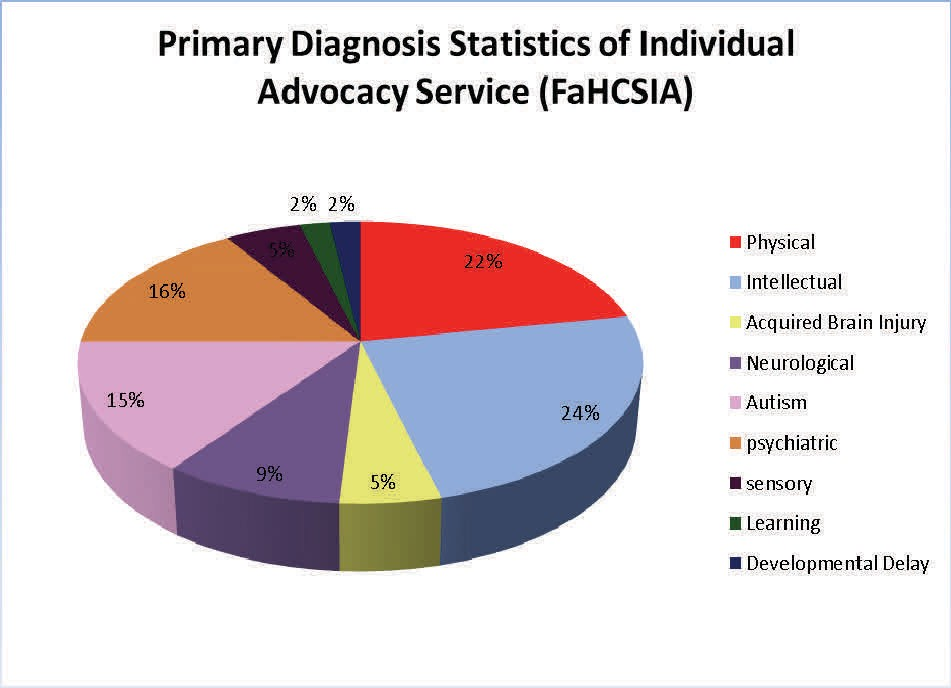 Primary Diagnosis Statistics of Individual
Advocacy Service (FaHCSIA)
2% 2%
5%
22%
16%
15%
24%
9%
5%
Physical
Intellectual
Acquired Brain Injury
Neurological
Autism
psychiatric
sensory
Learning
Developmental Delay